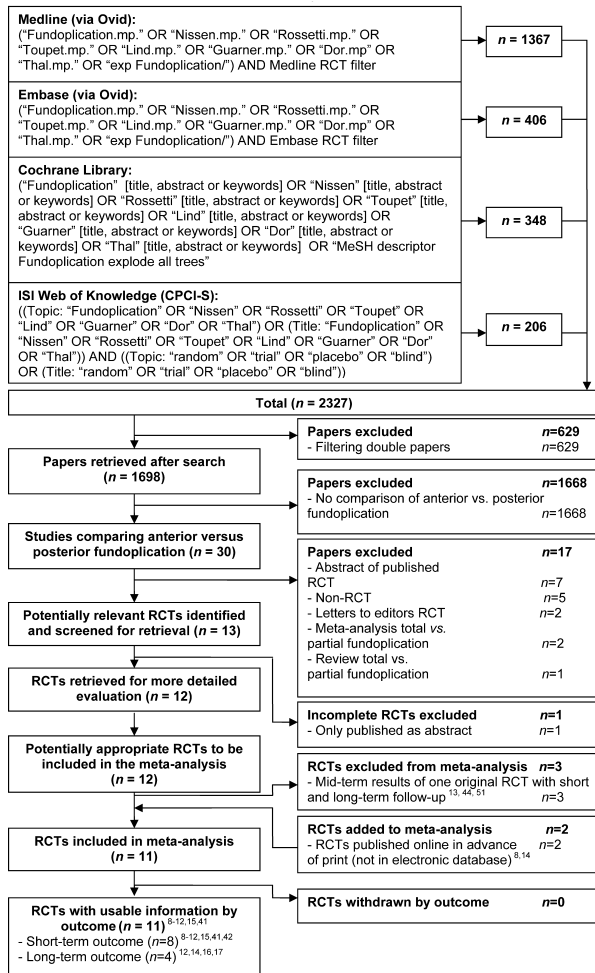 Medline (via Ovid):
(“Fundoplication.mp.” OR “Nissen.mp.” OR “Rossetti.mp.” OR
“Toupet.mp.” OR “Lind.mp.” OR “Guarner.mp.” OR “Dor.mp” OR
“Thal.mp.” OR “exp Fundoplication/”) AND Medline RCT filter
n = 1367
Embase (via Ovid):
(“Fundoplication.mp.” OR “Nissen.mp.” OR “Rossetti.mp.” OR
“Toupet.mp.” OR “Lind.mp.” OR “Guarner.mp.” OR “Dor.mp” OR
“Thal.mp.” OR “exp Fundoplication/”) AND Embase RCT filter
n = 406
Cochrane Library:
(“Fundoplication” [title, abstract or keywords] OR “Nissen” [title, abstract
or keywords] OR “Rossetti” [title, abstract or keywords] OR “Toupet” [title,
abstract or keywords] OR “Lind” [title, abstract or keywords] OR
“Guarner” [title, abstract or keywords] OR “Dor” [title, abstract or
keywords] OR “Thal” [title, abstract or keywords] OR “MeSH descriptor
Fundoplication explode all trees”
n = 348
ISI Web of Knowledge (CPCI-S):
((Topic: “Fundoplication” OR “Nissen” OR “Rossetti” OR “Toupet” OR
“Lind” OR “Guarner” OR “Dor” OR “Thal”) OR (Title: “Fundoplication” OR
“Nissen” OR “Rossetti” OR “Toupet” OR “Lind” OR “Guarner” OR “Dor”
OR “Thal”)) AND ((Topic: “random” OR “trial” OR “placebo” OR “blind”)
OR (Title: “random” OR “trial” OR “placebo” OR “blind”))
n = 206
Total (n = 2327)
Papers excluded n=629
- Filtering double papers n=629
Papers retrieved after search
(n = 1698)
Papers excluded n=1668
- No comparison of anterior vs. posterior
fundoplication n=1668
Studies comparing anterior versus
posterior fundoplication (n = 30)
Papers excluded n=17
- Abstract of published
RCT n=7
- Non-RCT n=5
- Letters to editors RCT n=2
- Meta-analysis total vs.
partial fundoplication n=2
- Review total vs.
partial fundoplication n=1
Potentially relevant RCTs identified
and screened for retrieval (n = 13)
RCTs retrieved for more detailed
evaluation (n = 12)
Incomplete RCTs excluded n=1
- Only published as abstract n=1
Potentially appropriate RCTs to be
included in the meta-analysis
(n = 12)
RCTs excluded from meta-analysis n=3
- Mid-term results of one original RCT with short
and long-term follow-up 13, 44, 51 n=3
RCTs added to meta-analysis n=2
- RCTs published online in advance n=2
of print (not in electronic database) 8,14
RCTs included in meta-analysis
(n = 11)
RCTs withdrawn by outcome n=0
RCTs with usable information by
outcome (n = 11) 8-12,15,41
- Short-term outcome (n=8) 8-12,15,41,42
- Long-term outcome (n=4) 12,14,16,17